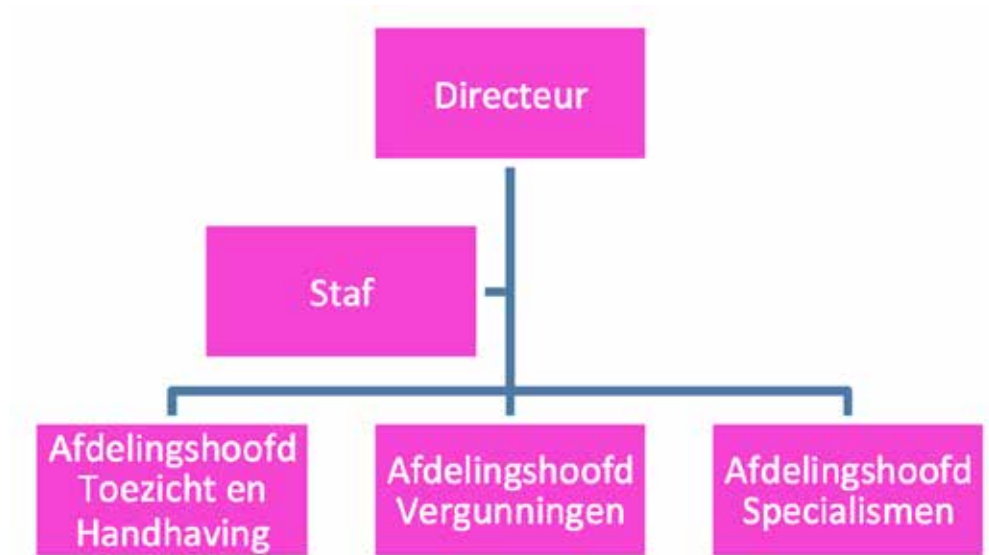 Directeur
Staf
Afdelingshoofd
Toezicht en
Handhaving
Afdelingshoofd
Vergunningen
Afdelingshoofd
Specialismen